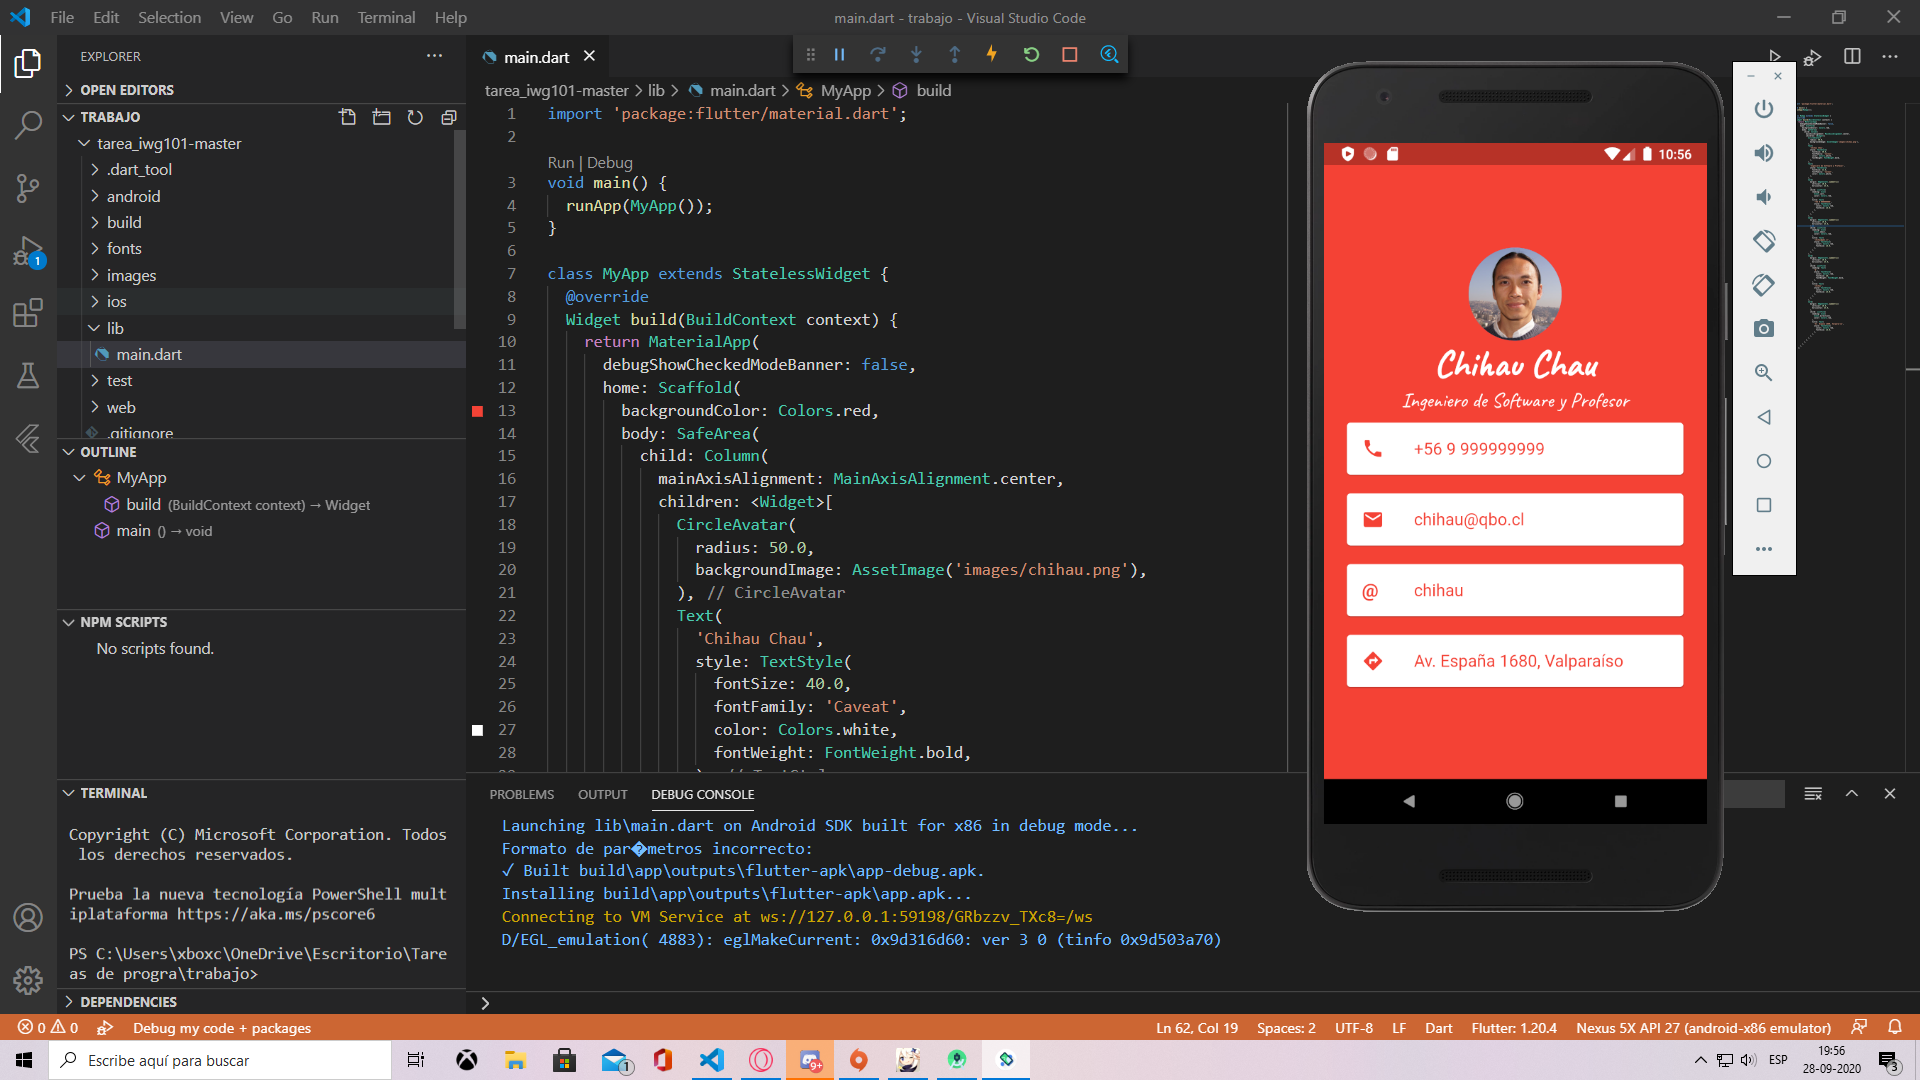 File Edit Selection View Go Run Terminal Help
main.dart - trabajo - Visual Studio Code
EXPLORER
OPEN EDITORS
TRABAJO
tarea_iwg101-master
.dart_tool
android
build
fonts
images
ios
lib
main.dart
test
web
.gitignore
OUTLINE
MyApp
build (BuildContext context) → Widget
main () → void
NPM SCRIPTS
No scripts found.
TERMINAL
Copyright (C) Microsoft Corporation. Todos
los derechos reservados.
Prueba la nueva tecnología PowerShell mult
iplataforma https://aka.ms/pscore6
PS C:\Users\xboxc\OneDrive\Escritorio\Tare
as de progra\trabajo>
DEPENDENCIES
1
main.dart
tarea_iwg101-master > lib > main.dart > MyApp > build
1 import 'package:flutter/material.dart';
2
Run | Debug
3 void main() {
4 runApp(MyApp());
5 }
6
7 class MyApp extends StatelessWidget {
8 @override
9 Widget build(BuildContext context) {
10 return MaterialApp(
11 debugShowCheckedModeBanner: false,
12 home: Scaffold(
13 backgroundColor: Colors.red,
14 body: SafeArea(
15 child: Column(
16 mainAxisAlignment: MainAxisAlignment.center,
17 children: <Widget>[
18 CircleAvatar(
19 radius: 50.0,
20 backgroundImage: AssetImage('images/chihau.png'),
21 ), // CircleAvatar
22 Text(
23 'Chihau Chau',
24 style: TextStyle(
25 fontSize: 40.0,
26 fontFamily: 'Caveat',
27 color: Colors.white,
28 fontWeight: FontWeight.bold,
PROBLEMS OUTPUT DEBUG CONSOLE
Launching lib\main.dart on Android SDK built for x86 in debug mode...
Formato de par�metros incorrecto:
✓ Built build\app\outputs\flutter-apk\app-debug.apk.
Installing build\app\outputs\flutter-apk\app.apk...
Connecting to VM Service at ws://127.0.0.1:59198/GRbzzv_TXc8=/ws
D/EGL_emulation( 4883): eglMakeCurrent: 0x9d316d60: ver 3 0 (tinfo 0x9d503a70)
10:56
Chihau Chau
Ingeniero de Software y Profesor
+56 9 999999999
chihau@qbo.cl
@ chihau
Av. España 1680, Valparaíso
0 0 Debug my code + packages
Ln 62, Col 19 Spaces: 2 UTF-8 LF Dart Flutter: 1.20.4 Nexus 5X API 27 (android-x86 emulator)
Escribe aquí para buscar
1
9+
ESP
19:56
28-09-2020
3